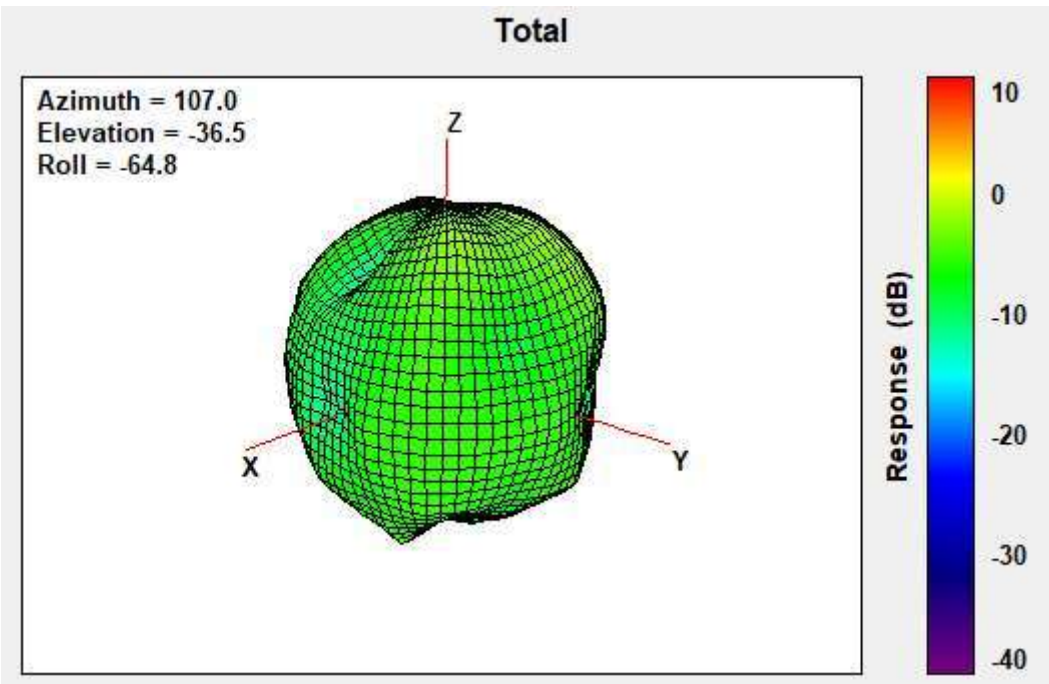 Total
Azimuth = 107.0
Elevation = -36.5
Roll = -64.8
Z
X
Y
Response (dB)
10
0
-10
-20
-30
-40